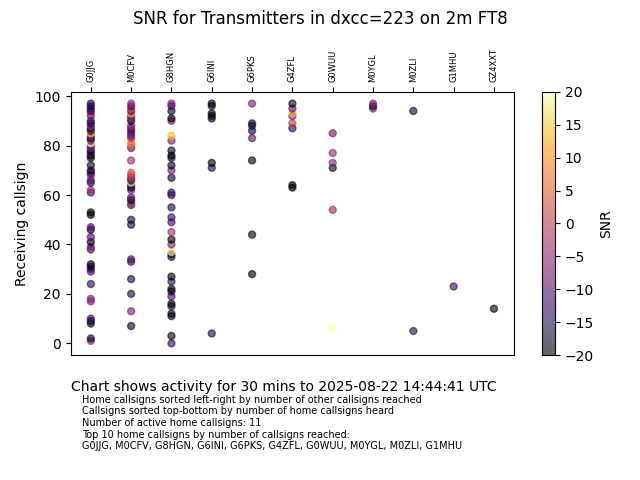 SNR for Transmitters in dxcc=223 on 2m FT8
G0JJG M0CFV G8HGN G6INI G6PKS G4ZFL G0WUU M0YGL M0ZLI G1MHU GZ4XXT
100
80
60
40
20
0
Receiving callsign
20
15
10
5
0
−5
−10
−15
−20
SNR
Chart shows activity for 30 mins to 2025-08-22 14:44:41 UTC
Home callsigns sorted left-right by number of other callsigns reached
Callsigns sorted top-bottom by number of home callsigns heard
Number of active home callsigns: 11
Top 10 home callsigns by number of callsigns reached:
G0JJG, M0CFV, G8HGN, G6INI, G6PKS, G4ZFL, G0WUU, M0YGL, M0ZLI, G1MHU